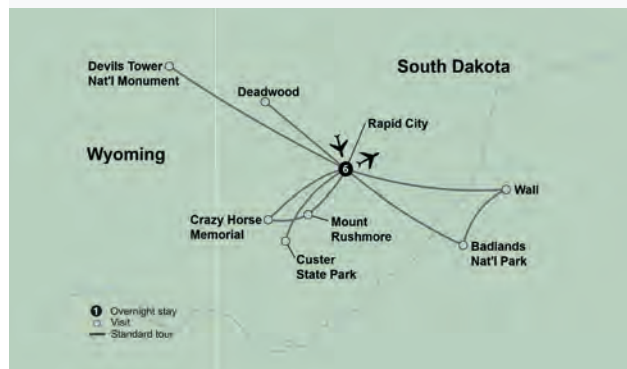 South Dakota
Devils Tower
Nat'l Monument
Deadwood
Rapid City
Wyoming
6
Wall
Crazy Horse
Memorial
Mount
Rushmore
Badlands
Nat'l Park
Custer
State Park
1 Overnight stay
Visit
Standard tour